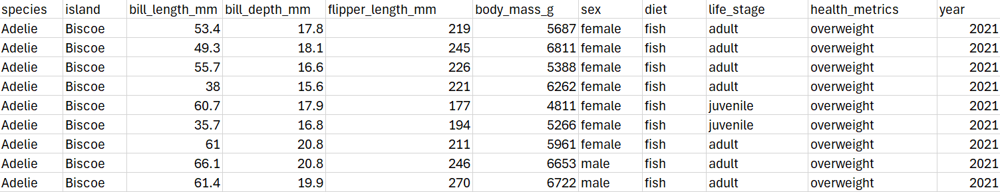 species island bill_length_mm bill_depth_mm flipper_length_mm body_mass_g sex diet life_stage health_metrics year
Adelie Biscoe 53.4 17.8 219 5687 female fish adult overweight 2021
Adelie Biscoe 49.3 18.1 245 6811 female fish adult overweight 2021
Adelie Biscoe 55.7 16.6 226 5388 female fish adult overweight 2021
Adelie Biscoe 38 15.6 221 6262 female fish adult overweight 2021
Adelie Biscoe 60.7 17.9 177 4811 female fish juvenile overweight 2021
Adelie Biscoe 35.7 16.8 194 5266 female fish juvenile overweight 2021
Adelie Biscoe 61 20.8 211 5961 female fish adult overweight 2021
Adelie Biscoe 66.1 20.8 246 6653 male fish adult overweight 2021
Adelie Biscoe 61.4 19.9 270 6722 male fish adult overweight 2021